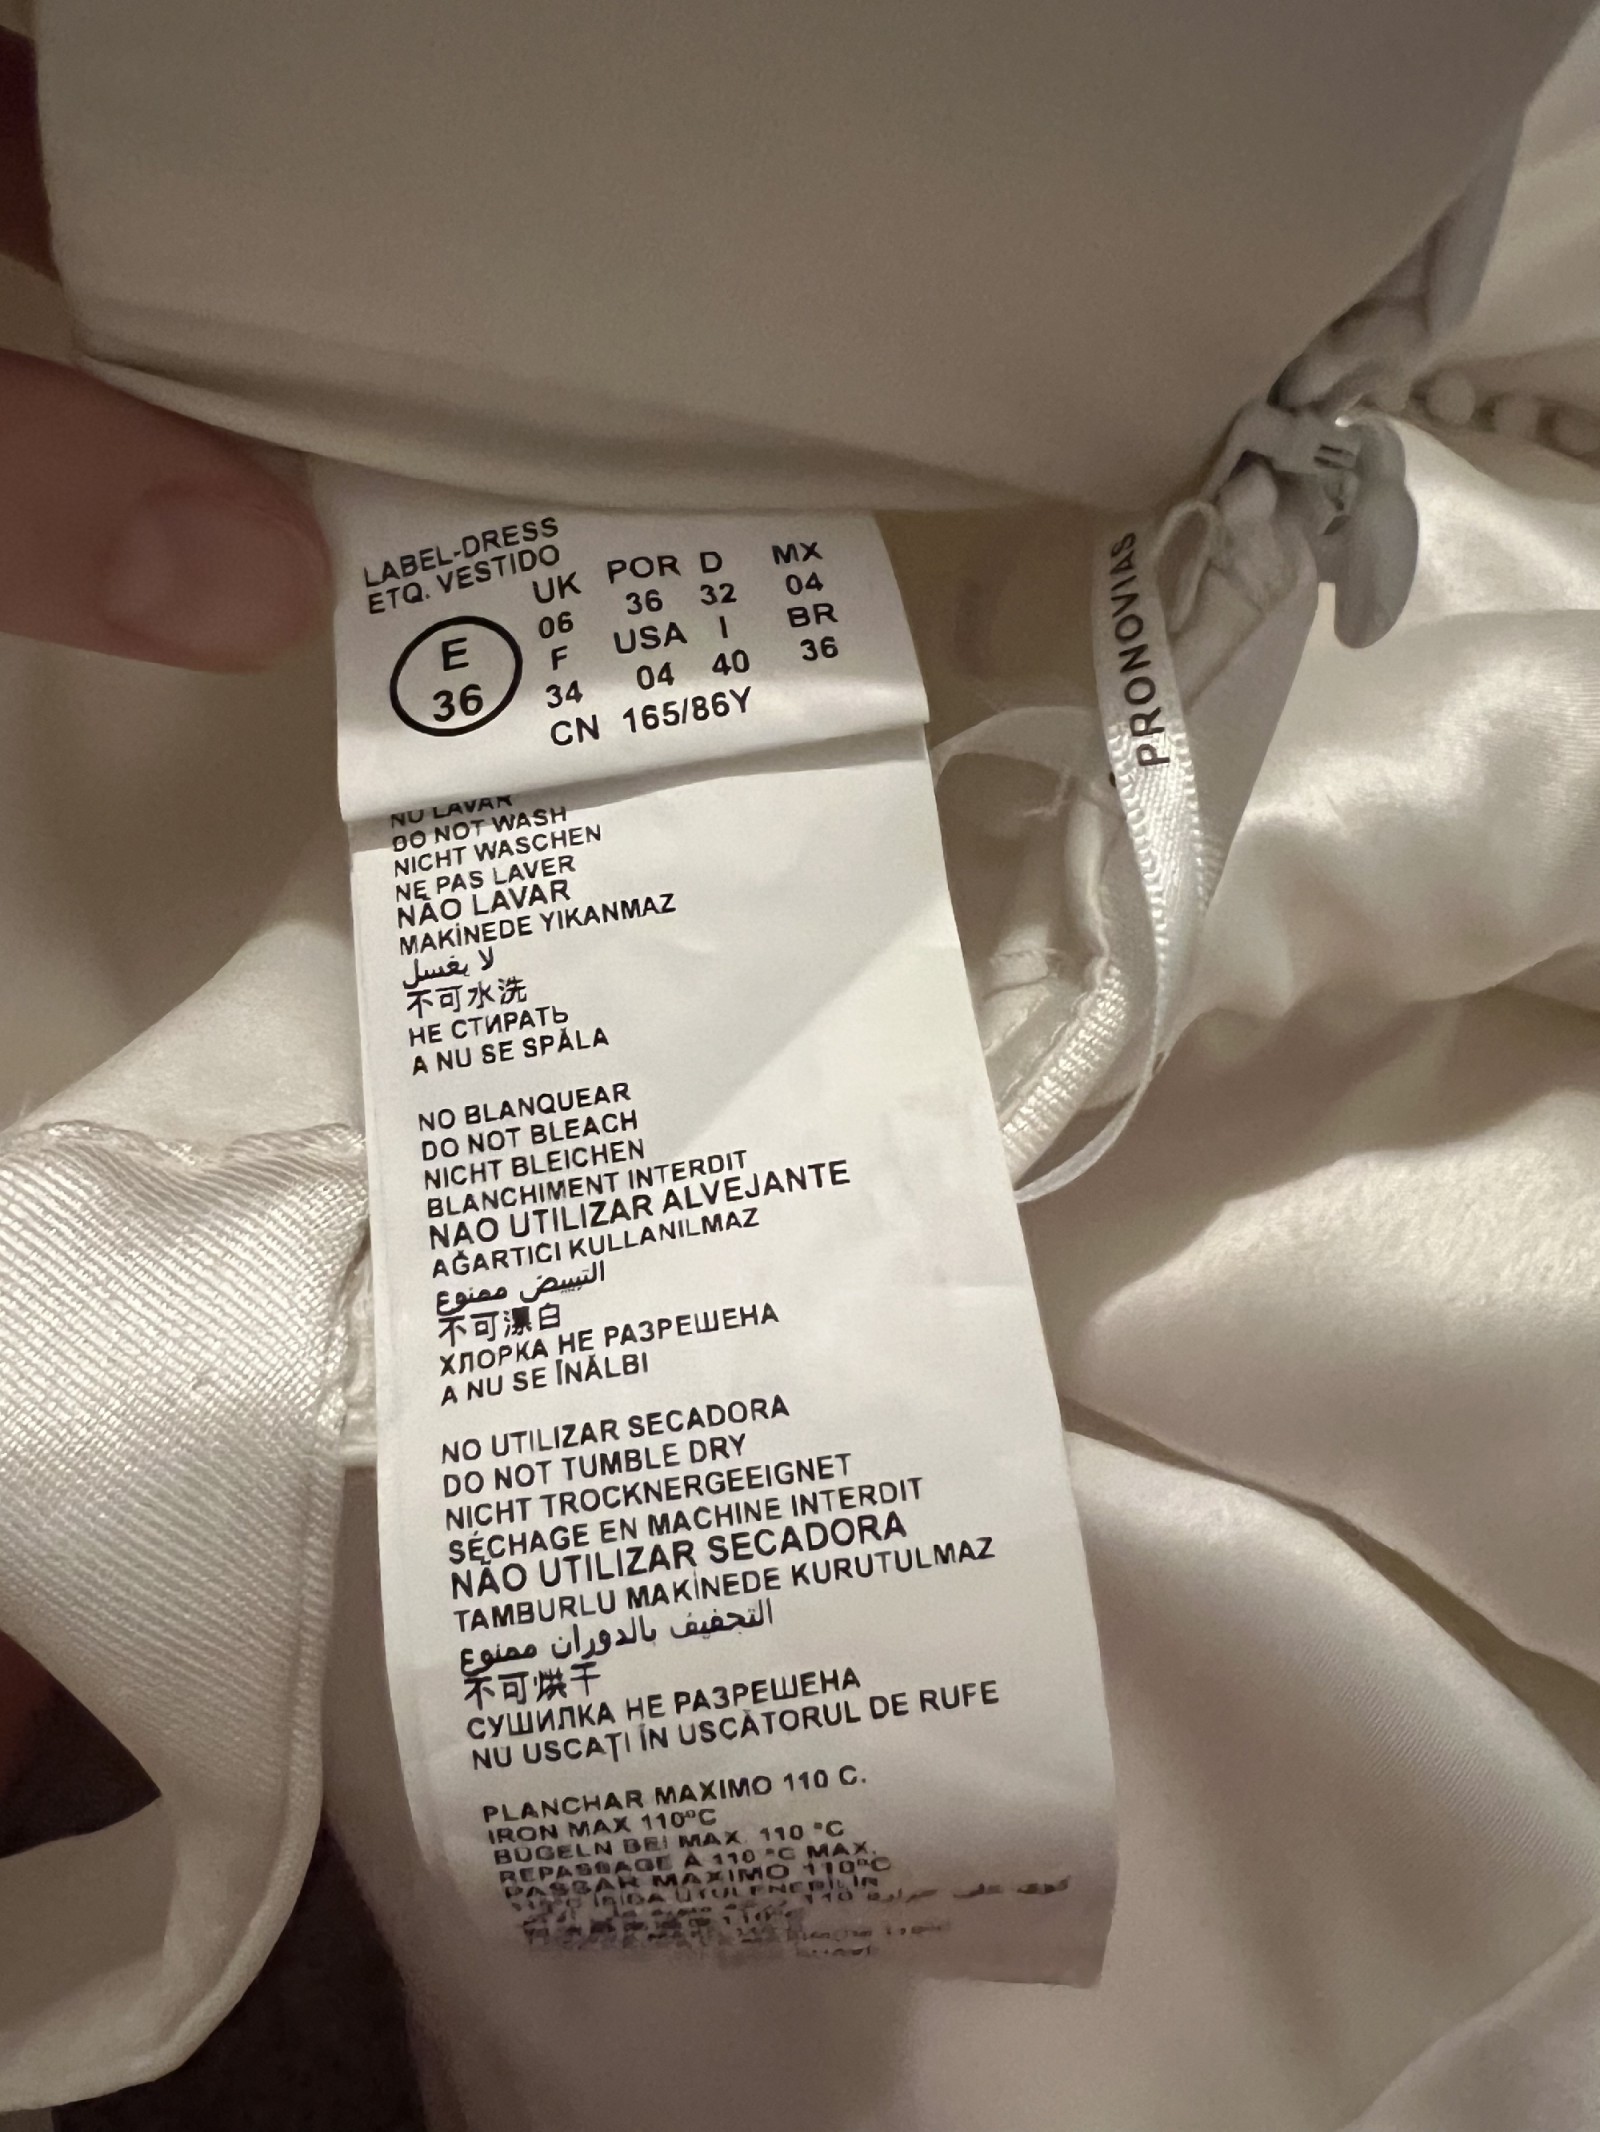 LABEL-DRESS
ETQ. VESTIDO
E
36
UK POR D MX
06 36 32 04
F USA I BR
34 04 40 36
CN 165/86Y
PRONOVIAS
NO LAVAR
DO NOT WASH
NICHT WASCHEN
NE PAS LAVER
NÃO LAVAR
MAKİNEDE YIKANMAZ
لا يغسل
不可水洗
НЕ СТИРАТЬ
A NU SE SPĂLA
NO BLANQUEAR
DO NOT BLEACH
NICHT BLEICHEN
BLANCHIMENT INTERDIT
NAO UTILIZAR ALVEJANTE
AĞARTICI KULLANILMAZ
ممنوع
不可漂白
ХЛОРКА НЕ РАЗРЕШЕНА
A NU SE ÎNĂLBI
NO UTILIZAR SECADORA
DO NOT TUMBLE DRY
NICHT TROCKNERGEEIGNET
SÉCHAGE EN MACHINE INTERDIT
NÃO UTILIZAR SECADORA
TAMBURLU MAKİNEDE KURUTULMAZ
التجفيف بالدوران ممنوع
不可烘干
СУШИЛКА НЕ РАЗРЕШЕНА
NU USCAȚI ÎN USCĂTORUL DE RUFE
PLANCHAR MAXIMO 110 C.
IRON MAX 110ºC
BÜGELN BEI MAX. 110 °C
REPASSAGE A 110 °C MAX.
PASSAR MAXIMO 110ºC